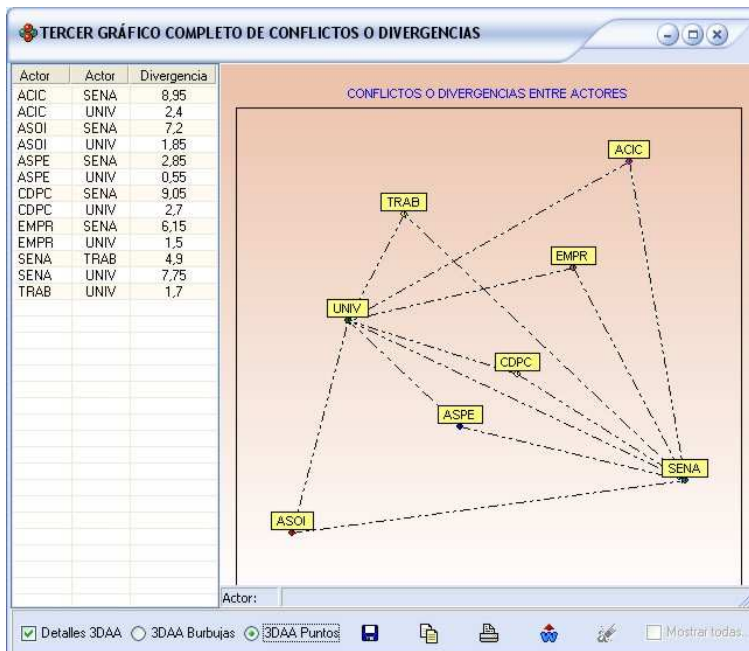 TERCER GRÁFICO COMPLETO DE CONFLICTOS O DIVERGENCIAS
Actor Actor Divergencia
ACIC SENA 8,95
ACIC UNIV 2,4
ASOI SENA 7,2
ASOI UNIV 1,85
ASPE SENA 2,85
ASPE UNIV 0,55
CDPC SENA 9,05
CDPC UNIV 2,7
EMPR SENA 6,15
EMPR UNIV 1,5
SENA TRAB 4,9
SENA UNIV 7,75
TRAB UNIV 1,7
CONFLICTOS O DIVERGENCIAS ENTRE ACTORES
ACIC
TRAB
EMPR
UNIV
CDPC
ASPE
SENA
ASOI
Actor:
Detalles 3DAA 3DAA Burbujas 3DAA Puntos Mostrar todas...